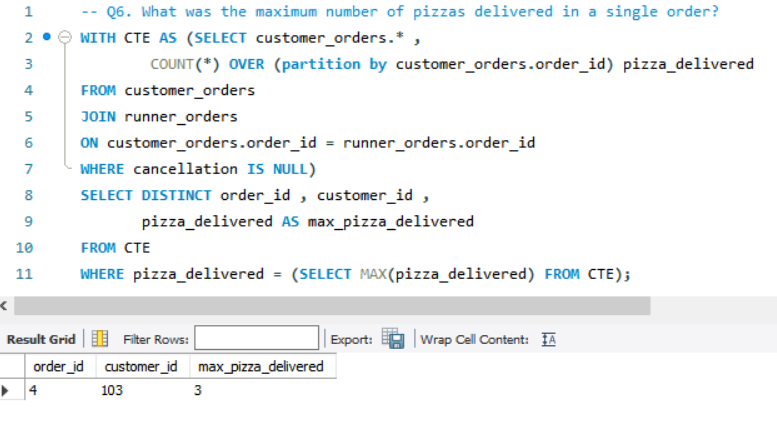 1 -- Q6. What was the maximum number of pizzas delivered in a single order?
2 WITH CTE AS (SELECT customer_orders.* ,
3 COUNT(*) OVER (partition by customer_orders.order_id) pizza_delivered
4 FROM customer_orders
5 JOIN runner_orders
6 ON customer_orders.order_id = runner_orders.order_id
7 WHERE cancellation IS NULL)
8 SELECT DISTINCT order_id , customer_id ,
9 pizza_delivered AS max_pizza_delivered
10 FROM CTE
11 WHERE pizza_delivered = (SELECT MAX(pizza_delivered) FROM CTE);
Result Grid Filter Rows: Export: Wrap Cell Content: IA
order_id customer_id max_pizza_delivered
4 103 3